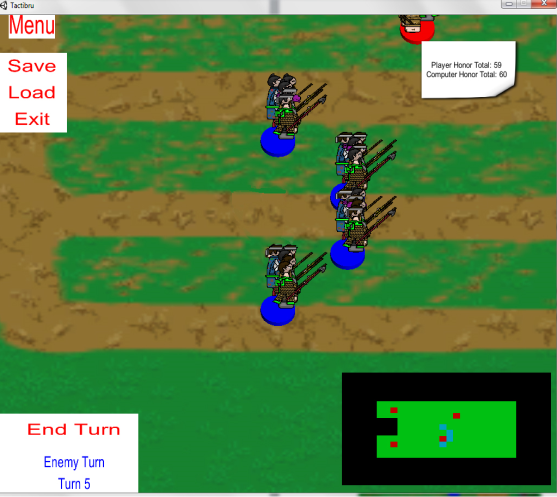 Tactibru
Menu
Save
Load
Exit
Player Honor Total: 59
Computer Honor Total: 60
End Turn
Enemy Turn
Turn 5